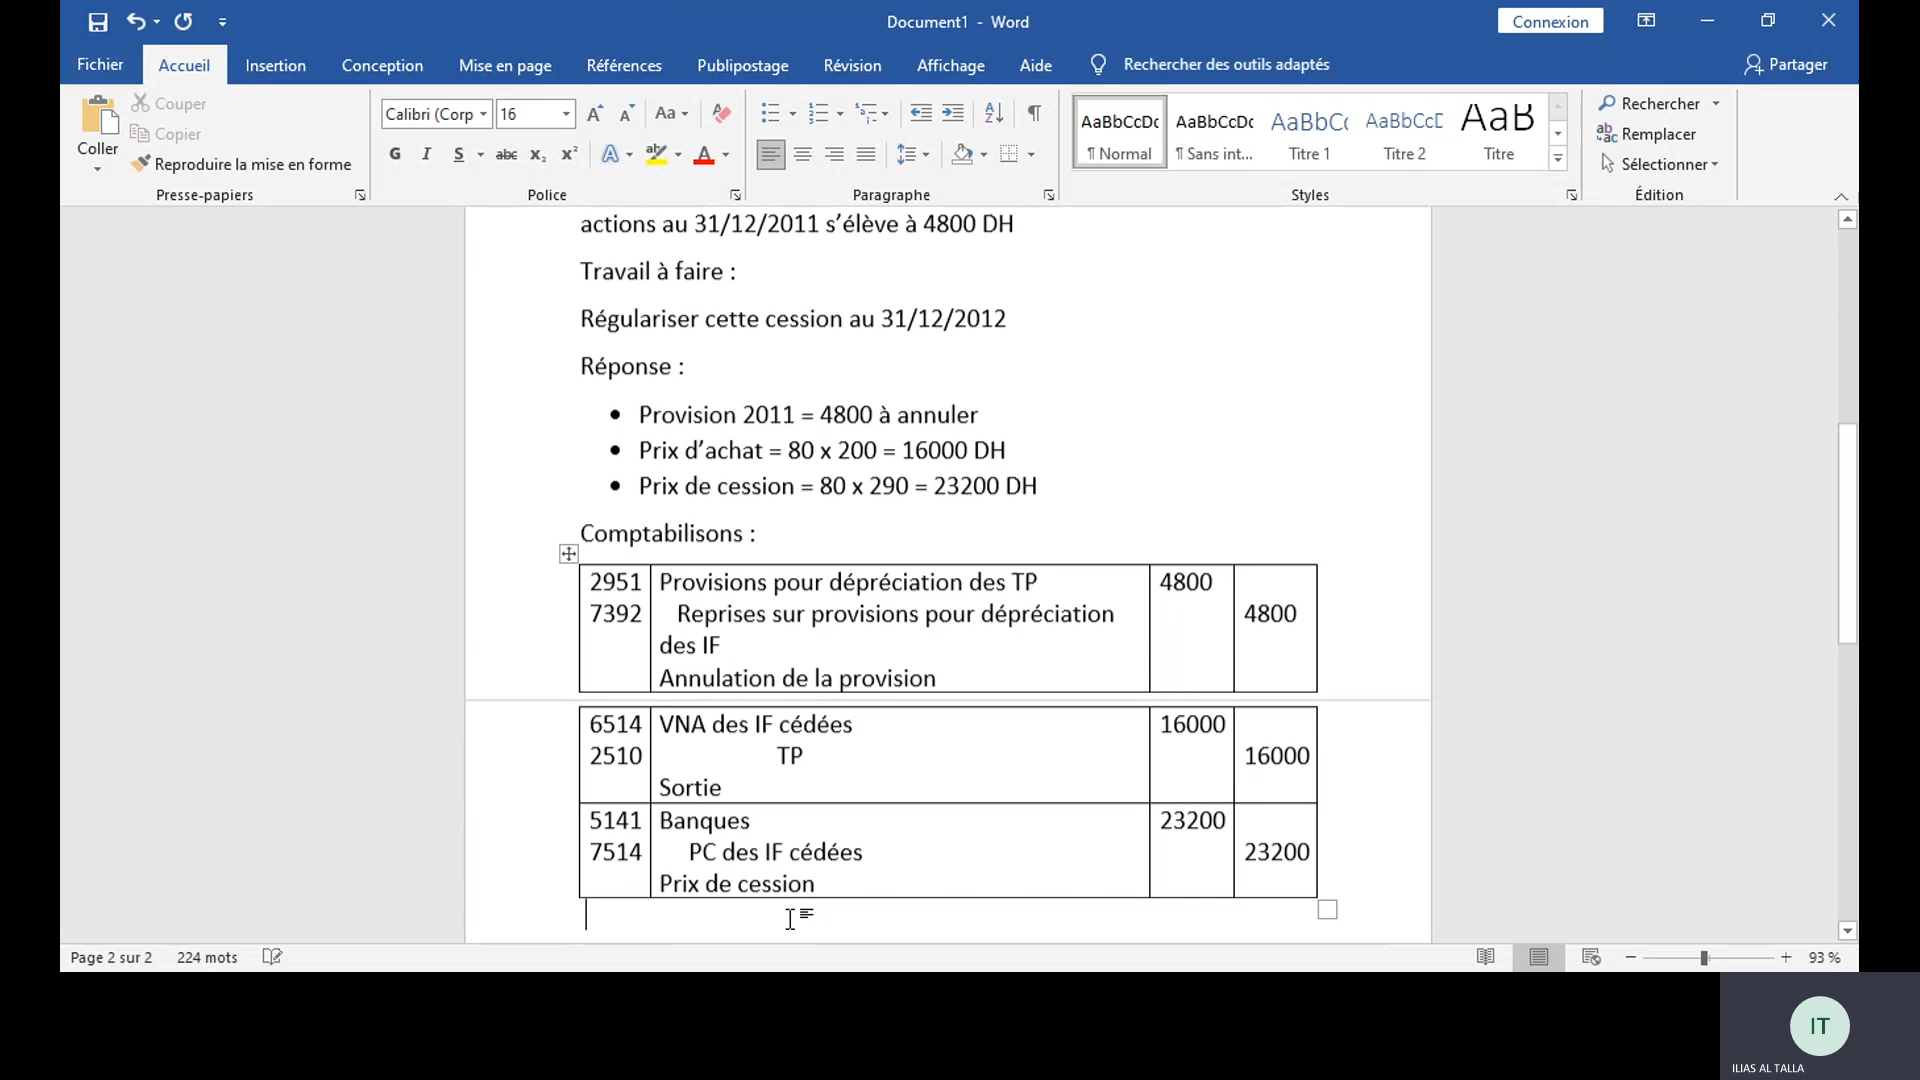 Document1 - Word
Connexion
Fichier Accueil Insertion Conception Mise en page Références Publipostage Révision Affichage Aide Rechercher des outils adaptés Partager
Coller
Couper
Copier
Reproduire la mise en forme
Presse-papiers
Calibri (Corp 16
Aa
G I S abc x₂ x² A A
Police
Paragraphe
AaBbCcDc AaBbCcDc AaBbC( AaBbCcE AaB
¶ Normal ¶ Sans int... Titre 1 Titre 2 Titre
Styles
Rechercher
Remplacer
Sélectionner
Édition
actions au 31/12/2011 s’élève à 4800 DH
Travail à faire :
Régulariser cette cession au 31/12/2012
Réponse :
• Provision 2011 = 4800 à annuler
• Prix d’achat = 80 x 200 = 16000 DH
• Prix de cession = 80 x 290 = 23200 DH
Comptabilisons :
2951 Provisions pour dépréciation des TP 4800
7392 Reprises sur provisions pour dépréciation 4800
des IF
Annulation de la provision
6514 VNA des IF cédées 16000
2510 TP 16000
Sortie
5141 Banques 23200
7514 PC des IF cédées 23200
Prix de cession
Page 2 sur 2 224 mots 93 %
IT
ILIAS AL TALLA